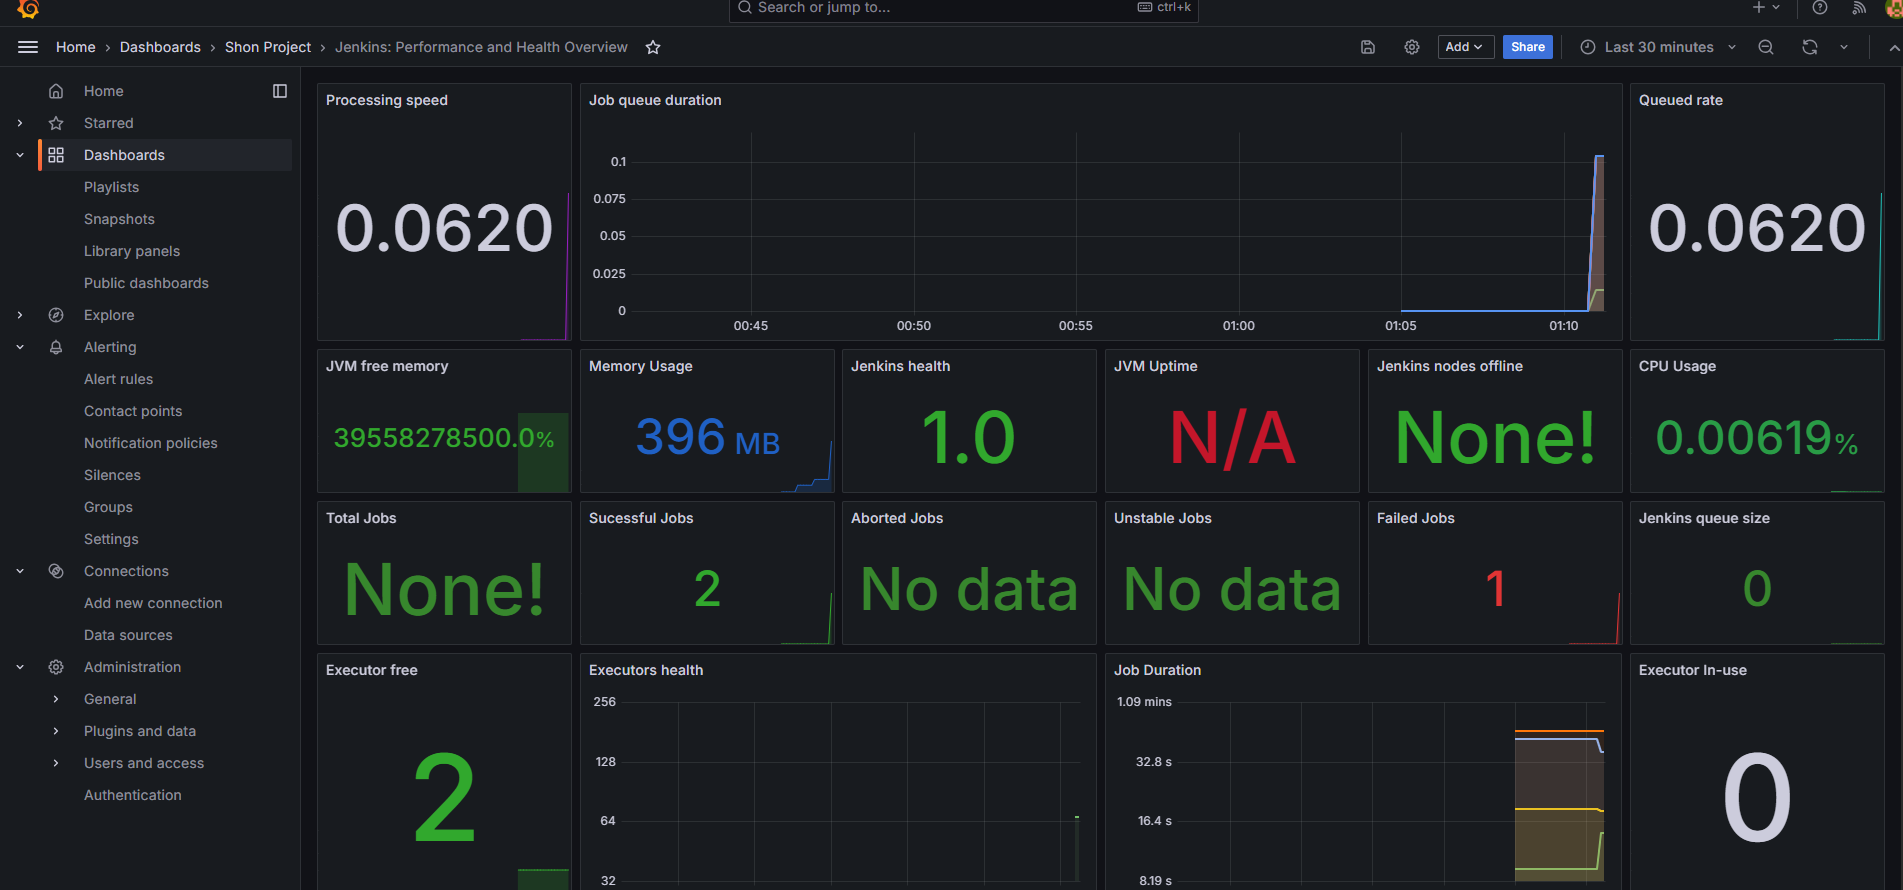 Search or jump to...
ctrl+k
Home › Dashboards › Shon Project › Jenkins: Performance and Health Overview
Add
Share
Last 30 minutes
Home
Starred
Dashboards
Playlists
Snapshots
Library panels
Public dashboards
Explore
Alerting
Alert rules
Contact points
Notification policies
Silences
Groups
Settings
Connections
Add new connection
Data sources
Administration
General
Plugins and data
Users and access
Authentication
Processing speed
0.0620
Job queue duration
0.1
0.075
0.05
0.025
0
00:45 00:50 00:55 01:00 01:05 01:10
Queued rate
0.0620
JVM free memory
39558278500.0%
Memory Usage
396 MB
Jenkins health
1.0
JVM Uptime
N/A
Jenkins nodes offline
None!
CPU Usage
0.00619%
Total Jobs
None!
Sucessful Jobs
2
Aborted Jobs
No data
Unstable Jobs
No data
Failed Jobs
1
Jenkins queue size
0
Executor free
2
Executors health
256
128
64
32
Job Duration
1.09 mins
32.8 s
16.4 s
8.19 s
Executor In-use
0